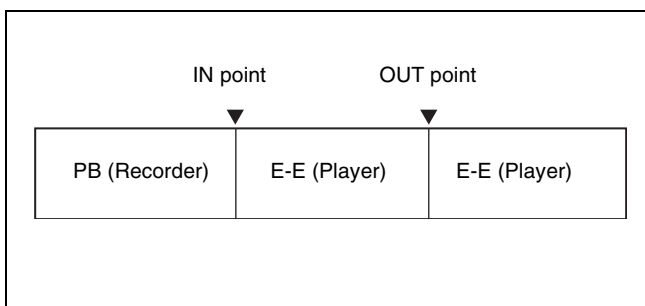 IN point OUT point
PB (Recorder) E-E (Player) E-E (Player)